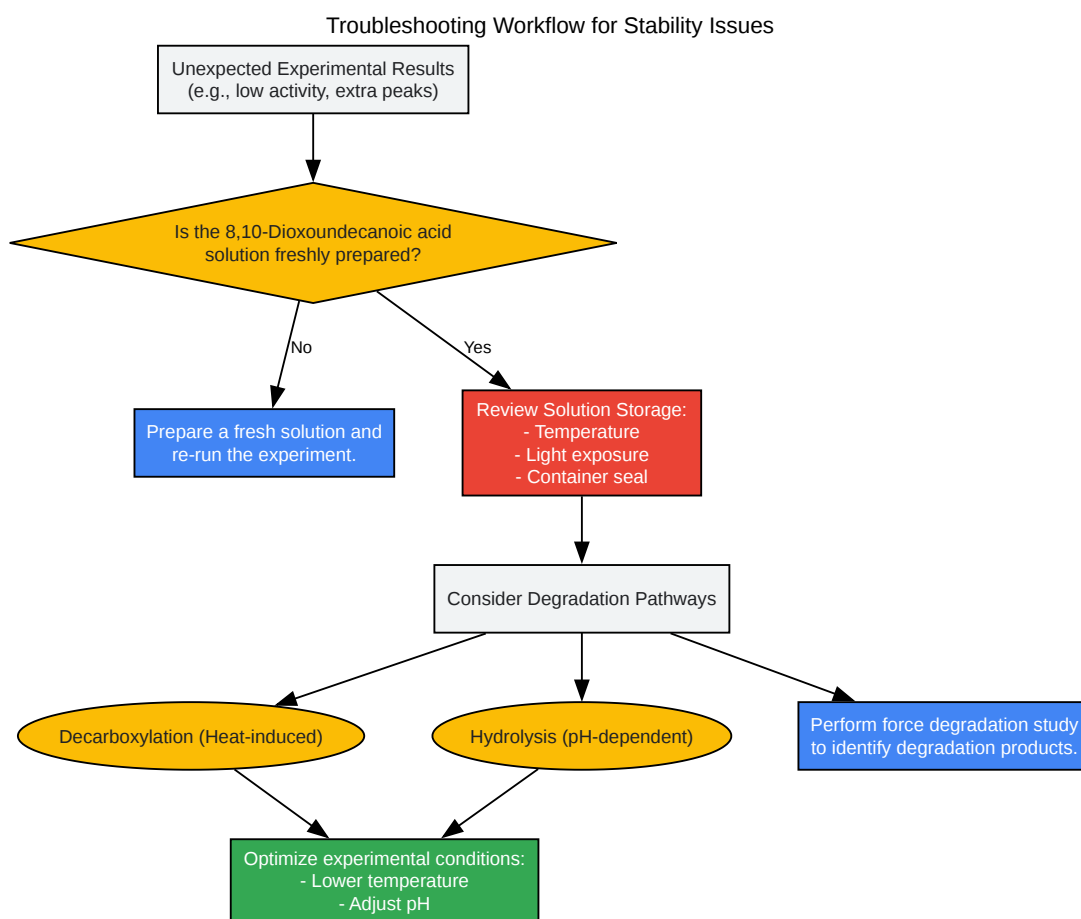 Troubleshooting Workflow for Stability Issues
Unexpected Experimental Results
(e.g., low activity, extra peaks)
Is the 8,10-Dioxoundecanoic acid
solution freshly prepared?
No
Yes
Prepare a fresh solution and
re-run the experiment.
Review Solution Storage:
- Temperature
- Light exposure
- Container seal
Consider Degradation Pathways
Decarboxylation (Heat-induced)
Hydrolysis (pH-dependent)
Perform force degradation study
to identify degradation products.
Optimize experimental conditions:
- Lower temperature
- Adjust pH